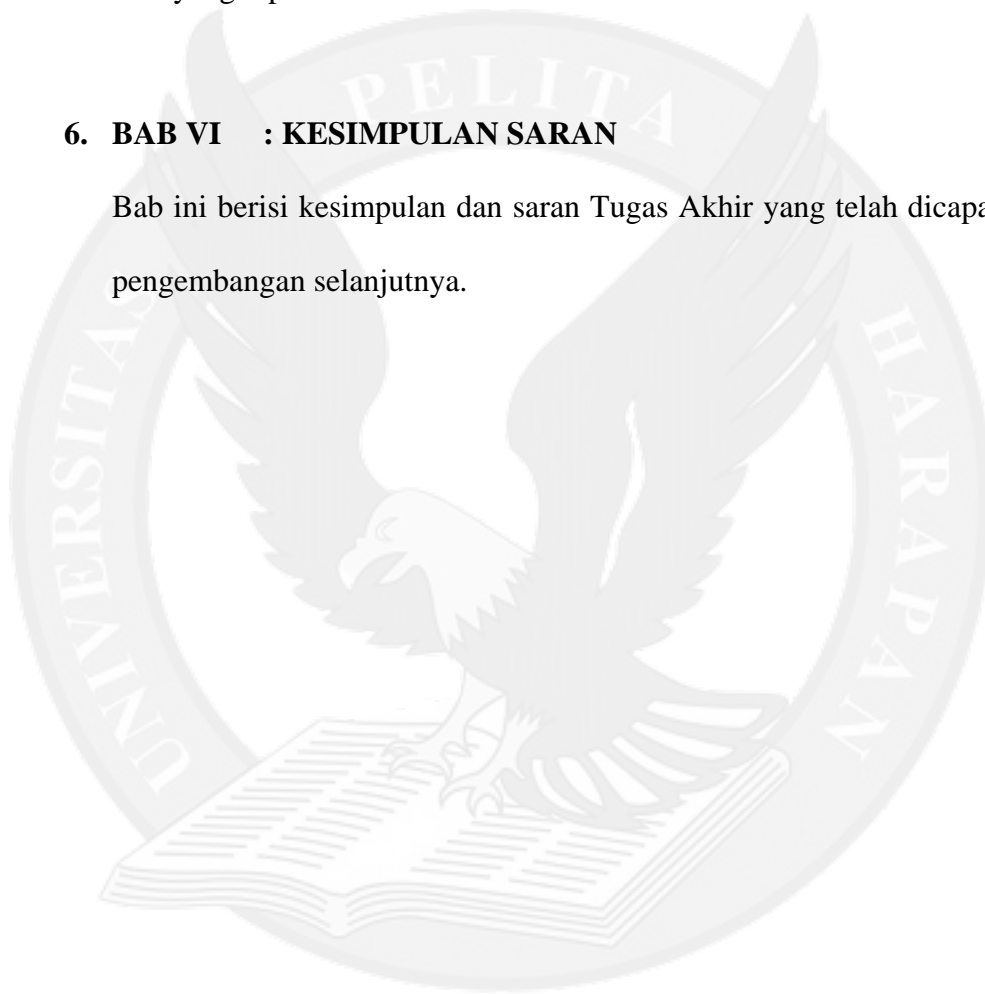 PELITA
6. BAB VI : KESIMPULAN SARAN
Bab ini berisi kesimpulan dan saran Tugas Akhir yang telah
pengembangan selanjutnya.
UNIVERSITAS
HARAPAN